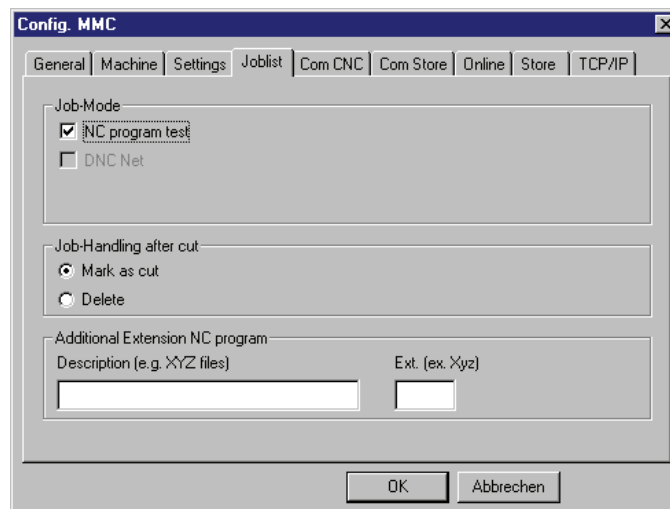 Config. MMC
General Machine Settings Joblist Com CNC Com Store Online Store TCP/IP
Job-Mode
NC program test
DNC Net
Job-Handling after cut
Mark as cut
Delete
Additional Extension NC program
Description (e.g. XYZ files) Ext. (ex. Xyz)
OK Abbrechen